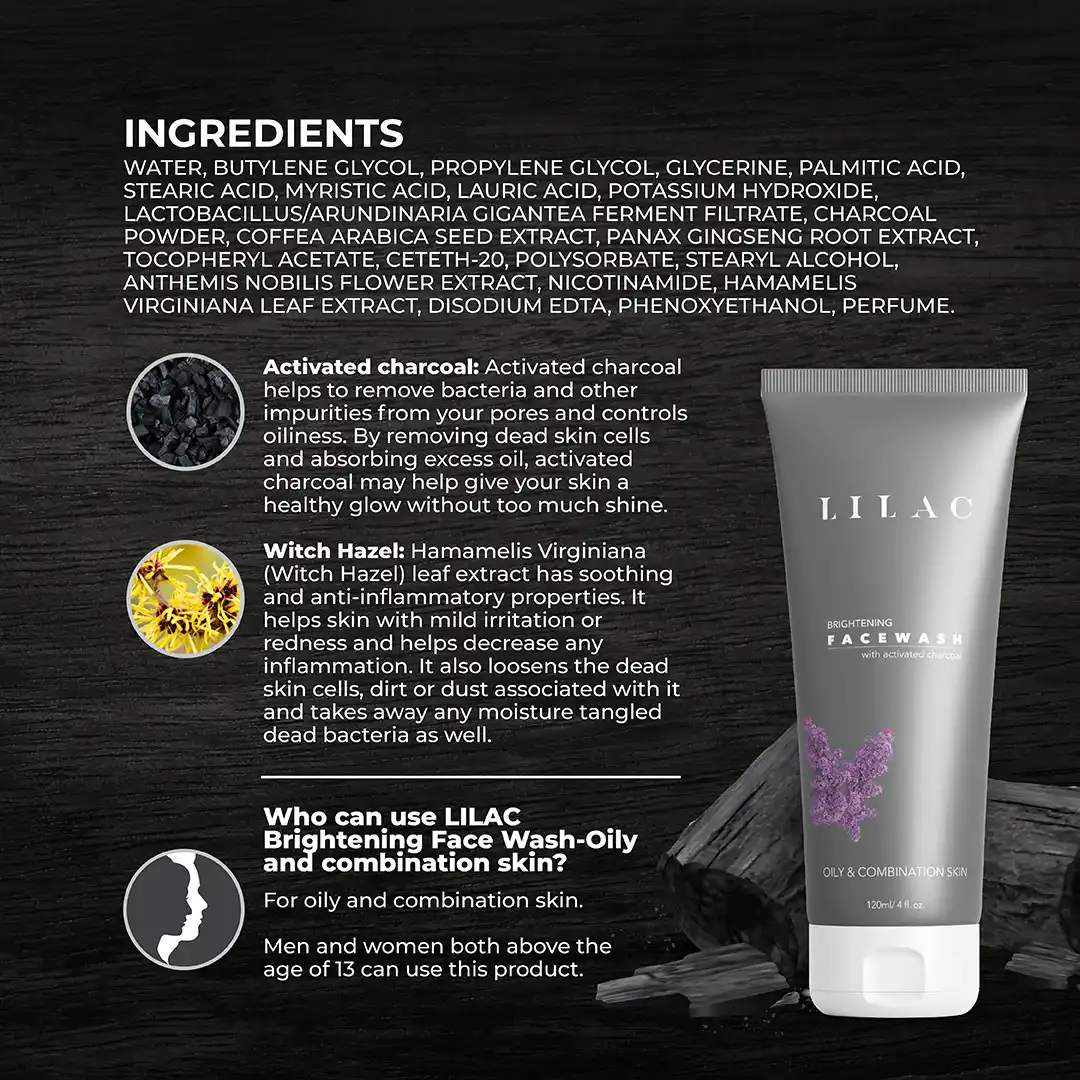 INGREDIENTS
WATER, BUTYLENE GLYCOL, PROPYLENE GLYCOL, GLYCERINE, PALMITIC ACID,
STEARIC ACID, MYRISTIC ACID, LAURIC ACID, POTASSIUM HYDROXIDE,
LACTOBACILLUS/ARUNDINARIA GIGANTEA FERMENT FILTRATE, CHARCOAL
POWDER, COFFEA ARABICA SEED EXTRACT, PANAX GINGSENG ROOT EXTRACT,
TOCOPHERYL ACETATE, CETETH-20, POLYSORBATE, STEARYL ALCOHOL,
ANTHEMIS NOBILIS FLOWER EXTRACT, NICOTINAMIDE, HAMAMELIS
VIRGINIANA LEAF EXTRACT, DISODIUM EDTA, PHENOXYETHANOL, PERFUME.
Activated charcoal: Activated charcoal
helps to remove bacteria and other
impurities from your pores and controls
oiliness. By removing dead skin cells
and absorbing excess oil, activated
charcoal may help give your skin a
healthy glow without too much shine.
Witch Hazel: Hamamelis Virginiana
(Witch Hazel) leaf extract has soothing
and anti-inflammatory properties. It
helps skin with mild irritation or
redness and helps decrease any
inflammation. It also loosens the dead
skin cells, dirt or dust associated with it
and takes away any moisture tangled
dead bacteria as well.
Who can use LILAC
Brightening Face Wash-Oily
and combination skin?
For oily and combination skin.
Men and women both above the
age of 13 can use this product.
LILAC
BRIGHTENING
FACEWASH
with activated charcoal
OILY & COMBINATION SKIN
120ml/ 4 fl. oz.